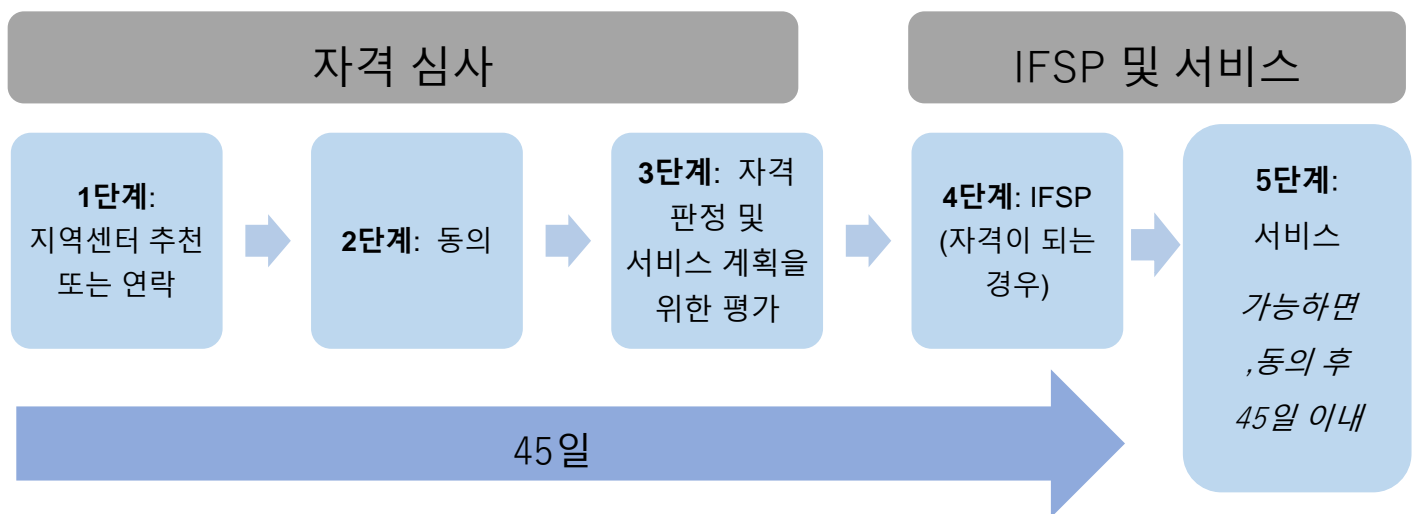 자격 심사
IFSP 및 서비스
1단계:
지역센터 추천
또는 연락
2단계: 동의
3단계: 자격
판정 및
서비스 계획을
위한 평가
4단계: IFSP
(자격이 되는
경우)
5단계:
서비스
가능하면
,동의 후
45일 이내
45일